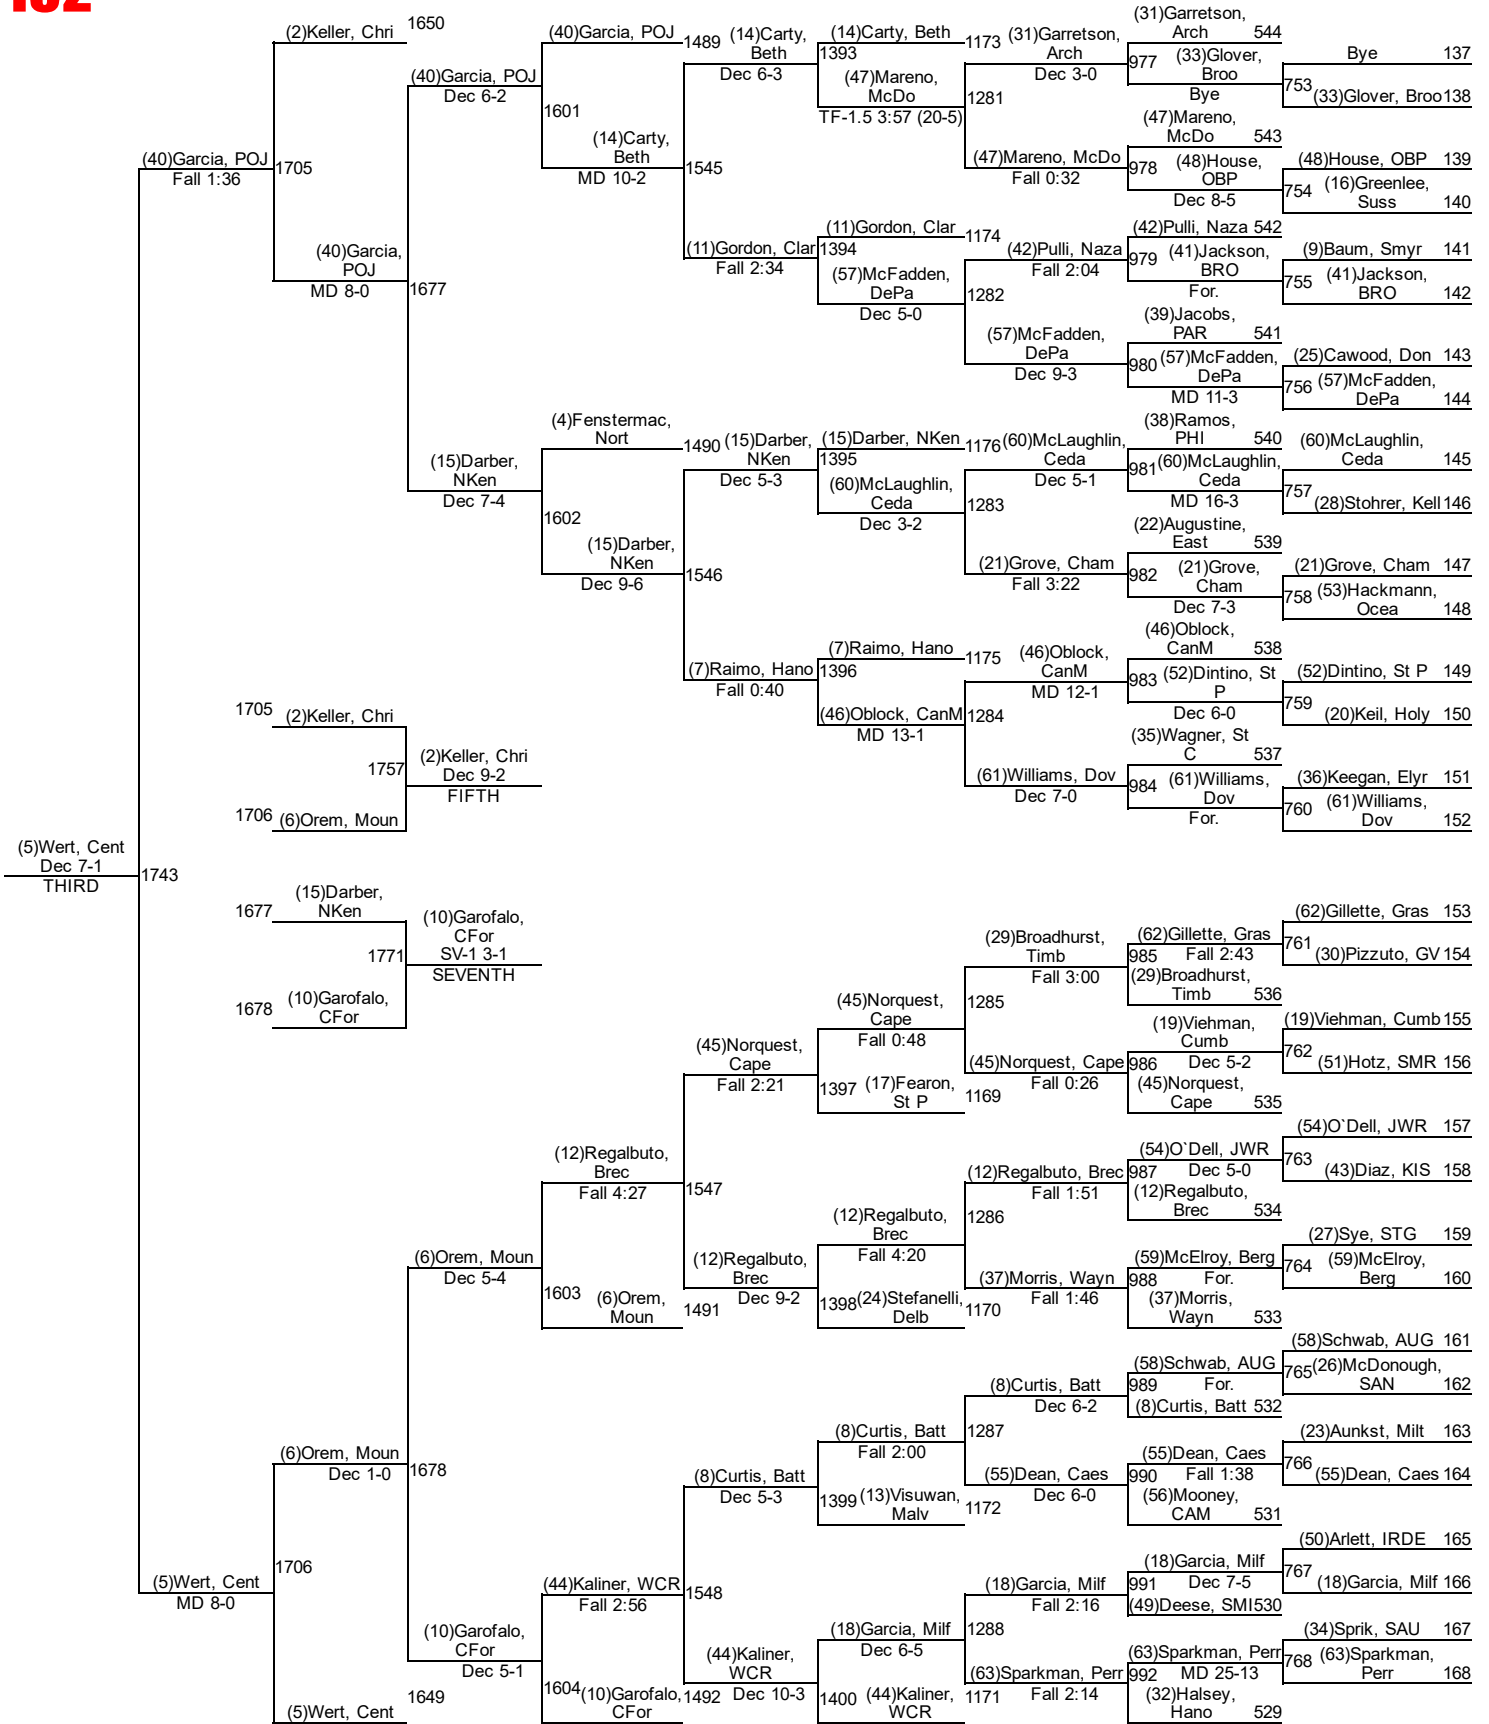 (2)Keller, Chri
1650
(40)Garcia, POJ
Fall 1:36
1705
(40)Garcia,
POJ
MD 8-0
(40)Garcia, POJ
Dec 6-2
1677
(15)Darber,
NKen
Dec 7-4
(40)Garcia, POJ
1489
1601
(14)Carty,
Beth
MD 10-2
(14)Carty,
Beth
Dec 6-3
1545
(11)Gordon, Clar
Fall 2:34
(14)Carty, Beth
1173
1393
(47)Mareno,
McDo
TF-1.5 3:57 (20-5)
(31)Garretson,
Arch
Dec 3-0
1281
(47)Mareno, McDo
Fall 0:32
(31)Garretson,
Arch
544
977
(33)Glover,
Broo
Bye
Bye
137
753
(33)Glover, Broo
138
(47)Mareno,
McDo
543
978
(48)House,
OBP
Dec 8-5
(48)House, OBP
139
754
(16)Greenlee,
Suss
140
(11)Gordon, Clar
1174
1394
(57)McFadden,
DePa
Dec 5-0
(42)Pulli, Naza
Fall 2:04
1282
(57)McFadden,
DePa
Dec 9-3
(42)Pulli, Naza
542
979
(41)Jackson,
BRO
For.
(9)Baum, Smyr
141
755
(41)Jackson,
BRO
142
(39)Jacobs,
PAR
541
980
(57)McFadden,
DePa
MD 11-3
(25)Cawood, Don
143
756
(57)McFadden,
DePa
144
(4)Fenstermac,
Nort
1490
1602
(15)Darber,
NKen
Dec 9-6
(15)Darber,
NKen
Dec 5-3
1546
(7)Raimo, Hano
Fall 0:40
(15)Darber, NKen
1176
1395
(60)McLaughlin,
Ceda
Dec 3-2
(60)McLaughlin,
Ceda
Dec 5-1
1283
(21)Grove, Cham
Fall 3:22
(38)Ramos,
PHI
540
981
(60)McLaughlin,
Ceda
MD 16-3
(60)McLaughlin,
Ceda
145
757
(28)Stohrer, Kell
146
(22)Augustine,
East
539
982
(21)Grove,
Cham
Dec 7-3
(21)Grove, Cham
147
758
(53)Hackmann,
Ocea
148
(7)Raimo, Hano
1175
1396
(46)Oblock, CanM
MD 13-1
(46)Oblock,
CanM
MD 12-1
1284
(61)Williams, Dov
Dec 7-0
(46)Oblock,
CanM
538
983
(52)Dintino, St
P
Dec 6-0
(52)Dintino, St P
149
759
(20)Keil, Holy
150
(35)Wagner, St
C
537
984
(61)Williams,
Dov
For.
(36)Keegan, Elyr
151
760
(61)Williams,
Dov
152
1705
(2)Keller, Chri
1757
(2)Keller, Chri
Dec 9-2
FIFTH
1706
(6)Orem, Moun
(5)Wert, Cent
Dec 7-1
THIRD
1743
1677
(15)Darber,
NKen
1771
(10)Garofalo,
CFor
SV-1 3-1
SEVENTH
1678
(10)Garofalo,
CFor
(5)Wert, Cent
MD 8-0
1706
(6)Orem, Moun
Dec 1-0
(5)Wert, Cent
1649
(6)Orem, Moun
Dec 5-4
1678
(10)Garofalo,
CFor
Dec 5-1
(12)Regalbuto,
Brec
Fall 4:27
1603
(6)Orem,
Moun
1491
(45)Norquest,
Cape
Fall 2:21
1547
(12)Regalbuto,
Brec
Dec 9-2
(45)Norquest,
Cape
Fall 0:48
1397
(17)Fearon,
St P
1169
(29)Broadhurst,
Timb
Fall 3:00
1285
(45)Norquest, Cape
Fall 0:26
(62)Gillette, Gras
985
Fall 2:43
(29)Broadhurst,
Timb
536
(62)Gillette, Gras
153
761
(30)Pizzuto, GV
154
(19)Viehman,
Cumb
986
Dec 5-2
(45)Norquest,
Cape
535
(19)Viehman, Cumb
155
762
(51)Hotz, SMR
156
(12)Regalbuto,
Brec
Fall 4:20
1398
(24)Stefanelli,
Delb
1170
(12)Regalbuto, Brec
Fall 1:51
1286
(37)Morris, Wayn
Fall 1:46
(54)O`Dell, JWR
987
Dec 5-0
(12)Regalbuto,
Brec
534
(54)O`Dell, JWR
157
763
(43)Diaz, KIS
158
(59)McElroy, Berg
988
For.
(37)Morris,
Wayn
533
(27)Sye, STG
159
764
(59)McElroy,
Berg
160
(44)Kaliner, WCR
Fall 2:56
1604
(10)Garofalo,
CFor
1492
(8)Curtis, Batt
Dec 5-3
1548
(44)Kaliner,
WCR
Dec 10-3
(8)Curtis, Batt
Fall 2:00
1399
(13)Visuwan,
Malv
1172
(8)Curtis, Batt
Dec 6-2
1287
(55)Dean, Caes
Dec 6-0
(58)Schwab, AUG
989
For.
(8)Curtis, Batt
532
(58)Schwab, AUG
161
765
(26)McDonough,
SAN
162
(55)Dean, Caes
990
Fall 1:38
(56)Mooney,
CAM
531
(23)Aunkst, Milt
163
766
(55)Dean, Caes
164
(18)Garcia, Milf
Dec 6-5
1400
(44)Kaliner,
WCR
1171
(18)Garcia, Milf
Fall 2:16
1288
(63)Sparkman, Perr
Fall 2:14
(18)Garcia, Milf
991
Dec 7-5
(49)Deese, SMI
530
(50)Arlett, IRDE
165
767
(18)Garcia, Milf
166
(63)Sparkman, Perr
992
MD 25-13
(32)Halsey,
Hano
529
(34)Sprik, SAU
167
768
(63)Sparkman,
Perr
168